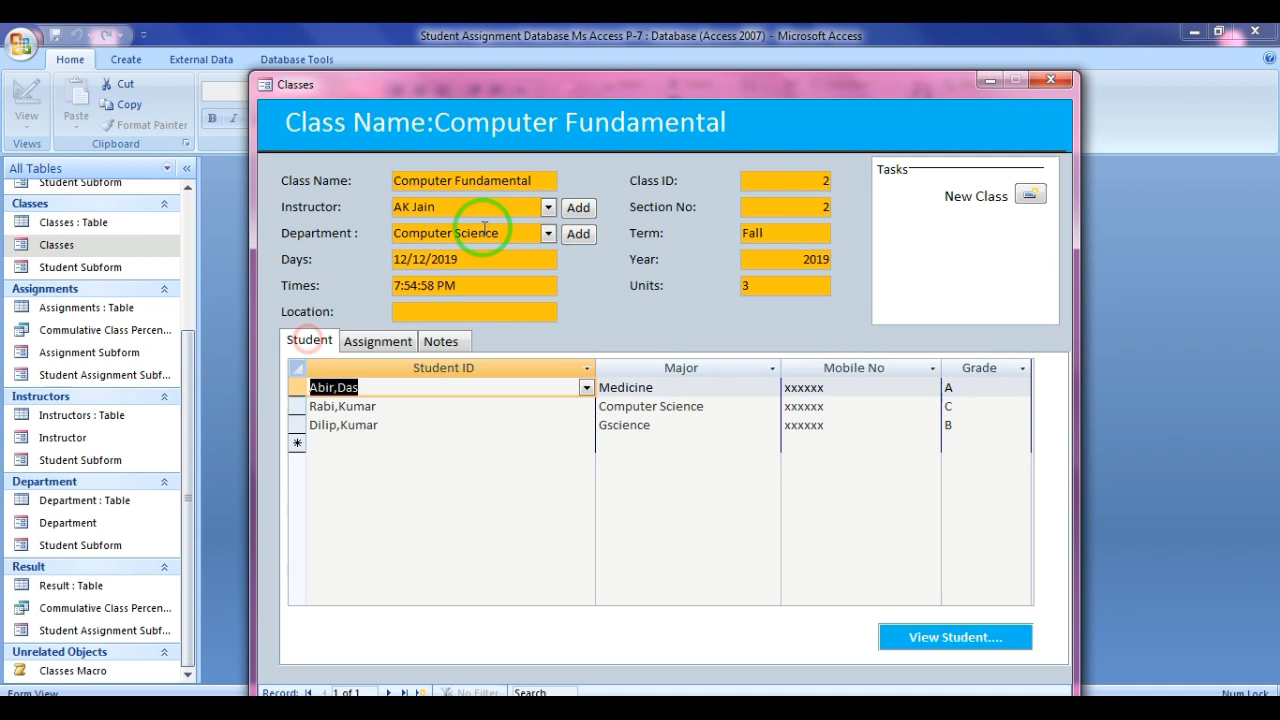 Student Assignment Database Ms Access P-7 : Database (Access 2007) - Microsoft Access
Home Create External Data Database Tools
View
Views
Paste
Cut
Copy
Format Painter
Clipboard
B I
All Tables
Student Subform
Classes
Classes : Table
Classes
Student Subform
Assignments
Assignments : Table
Commulative Class Percen...
Assignment Subform
Student Assignment Subf...
Instructors
Instructors : Table
Instructor
Student Subform
Department
Department : Table
Department
Student Subform
Result
Result : Table
Commulative Class Percen...
Student Assignment Subf...
Unrelated Objects
Classes Macro
Form View
Classes
Class Name:Computer Fundamental
Class Name: Computer Fundamental Class ID: 2
Instructor: AK Jain Add Section No: 2
Department : Computer Science Add Term: Fall
Days: 12/12/2019 Year: 2019
Times: 7:54:58 PM Units: 3
Location:
Tasks
New Class
Student Assignment Notes
Student ID Major Mobile No Grade
Abir,Das Medicine xxxxxx A
Rabi,Kumar Computer Science xxxxxx C
Dilip,Kumar Gscience xxxxxx B
View Student....
Record: 1 of 1 No Filter Search
Num Lock